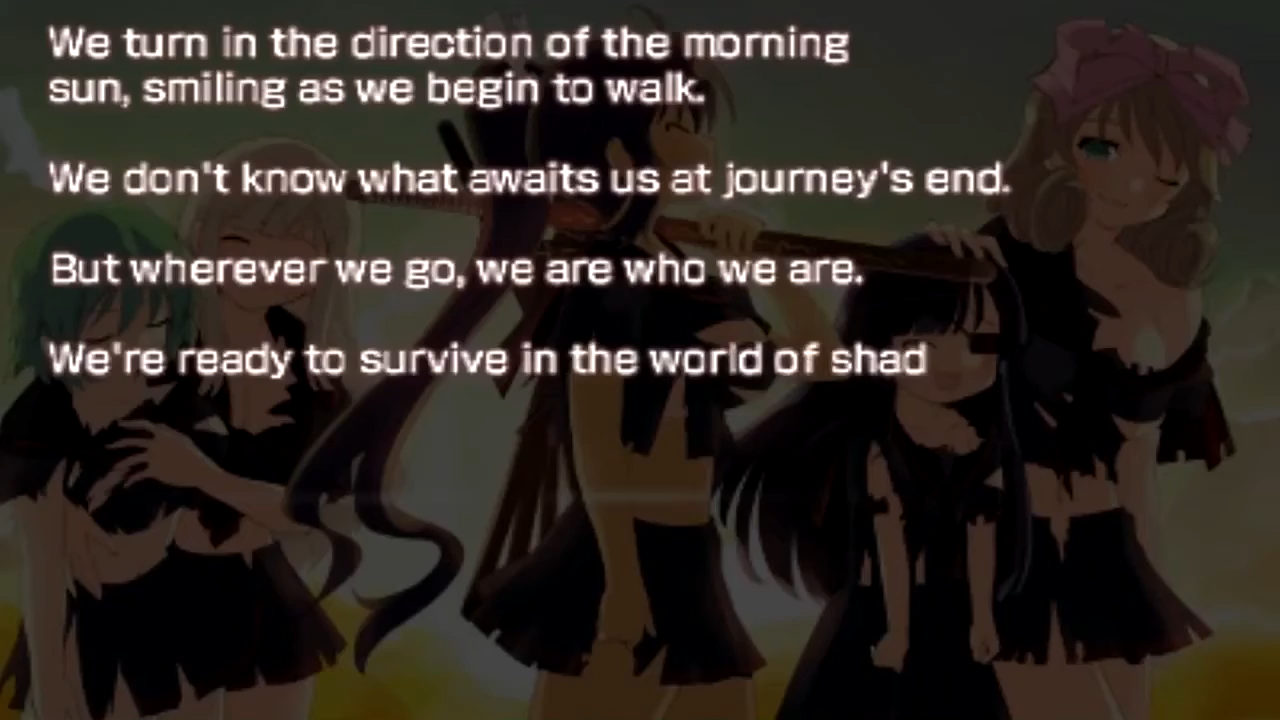 We turn in the direction of the morning
sun, smiling as we begin to walk.
We don't know what awaits us at journey's end.
But wherever we go, we are who we are.
We're ready to survive in the world of shad